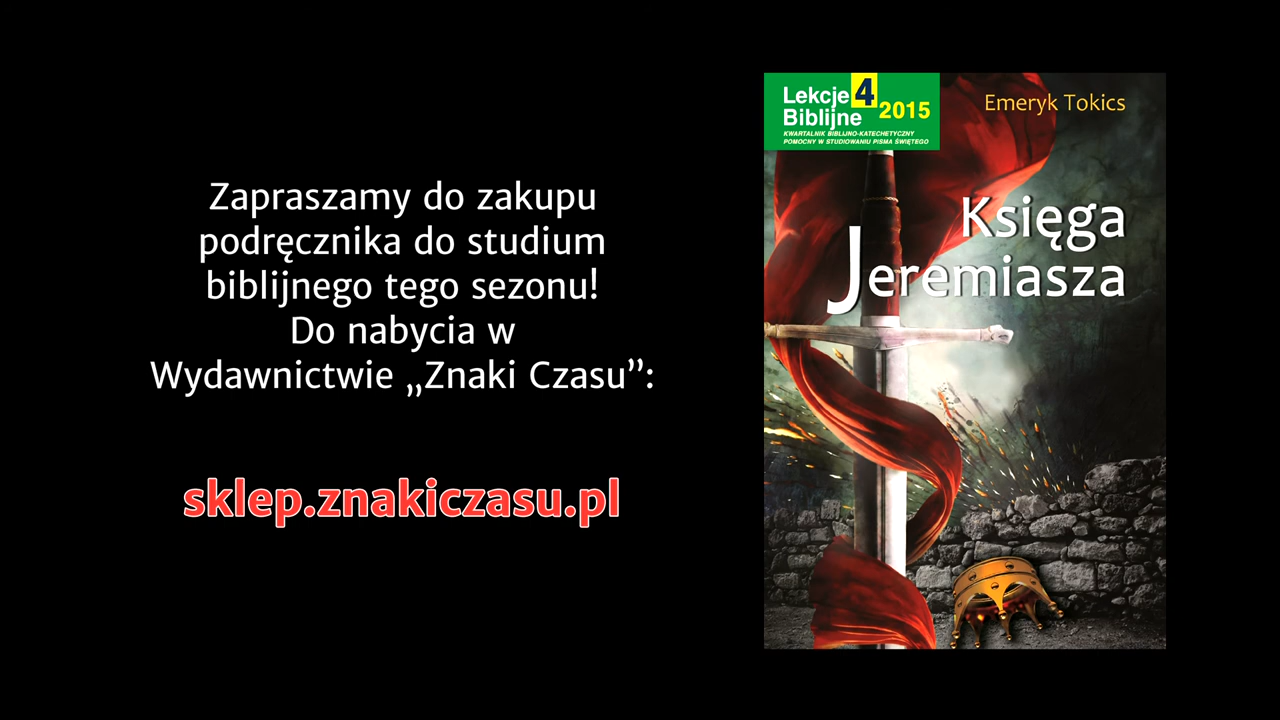 Zapraszamy do zakupu
podręcznika do studium
biblijnego tego sezonu!
Do nabycia w
Wydawnictwie „Znaki Czasu”:
sklep.znakiczasu.pl
Lekcje 4 2015
Biblijne
KWARTALNIK BIBLIJNO-KATECHETYCZNY
POMOCNY W STUDIOWANIU PISMA ŚWIĘTEGO
Emeryk Tokics
Księga
Jeremiasza